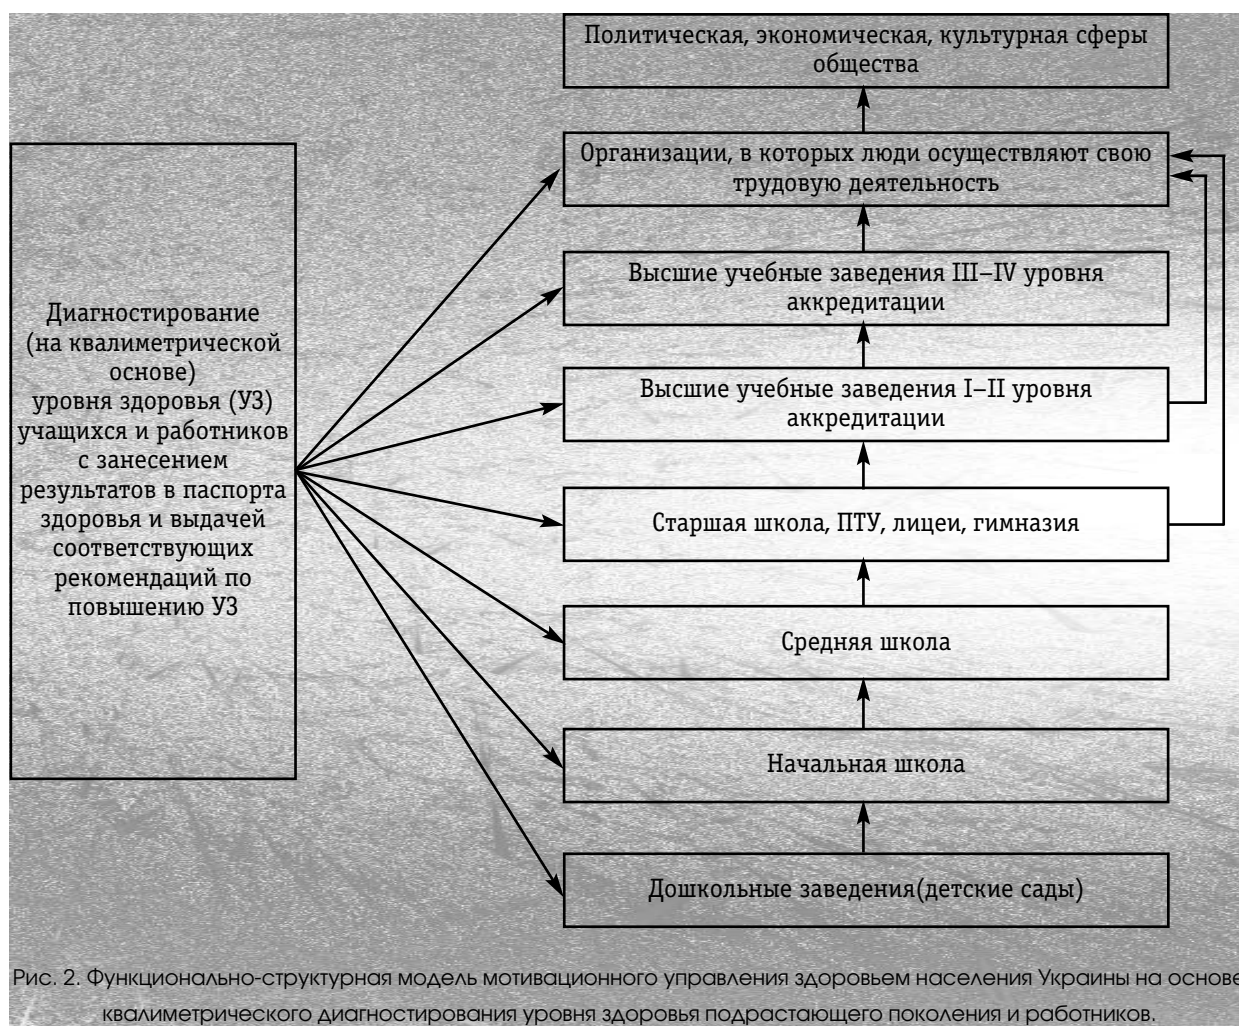 Политическая, экономическая, культурная сферы
общества
Организации, в которых люди осуществляют свою
трудовую деятельность
Высшие учебные заведения III–IV уровня
аккредитации
Диагностирование
(на квалиметрической
основе)
уровня здоровья (УЗ)
учащихся и работников
с занесением
результатов в паспорта
здоровья и выдачей
соответствующих
рекомендаций по
повышению УЗ
Высшие учебные заведения I–II уровня
аккредитации
Старшая школа, ПТУ, лицеи, гимназия
Средняя школа
Начальная школа
Дошкольные заведения(детские сады)
Рис. 2. Функционально-структурная модель мотивационного управления здоровьем населения Украины на основе
квалиметрического диагностирования уровня здоровья подрастающего поколения и работников.